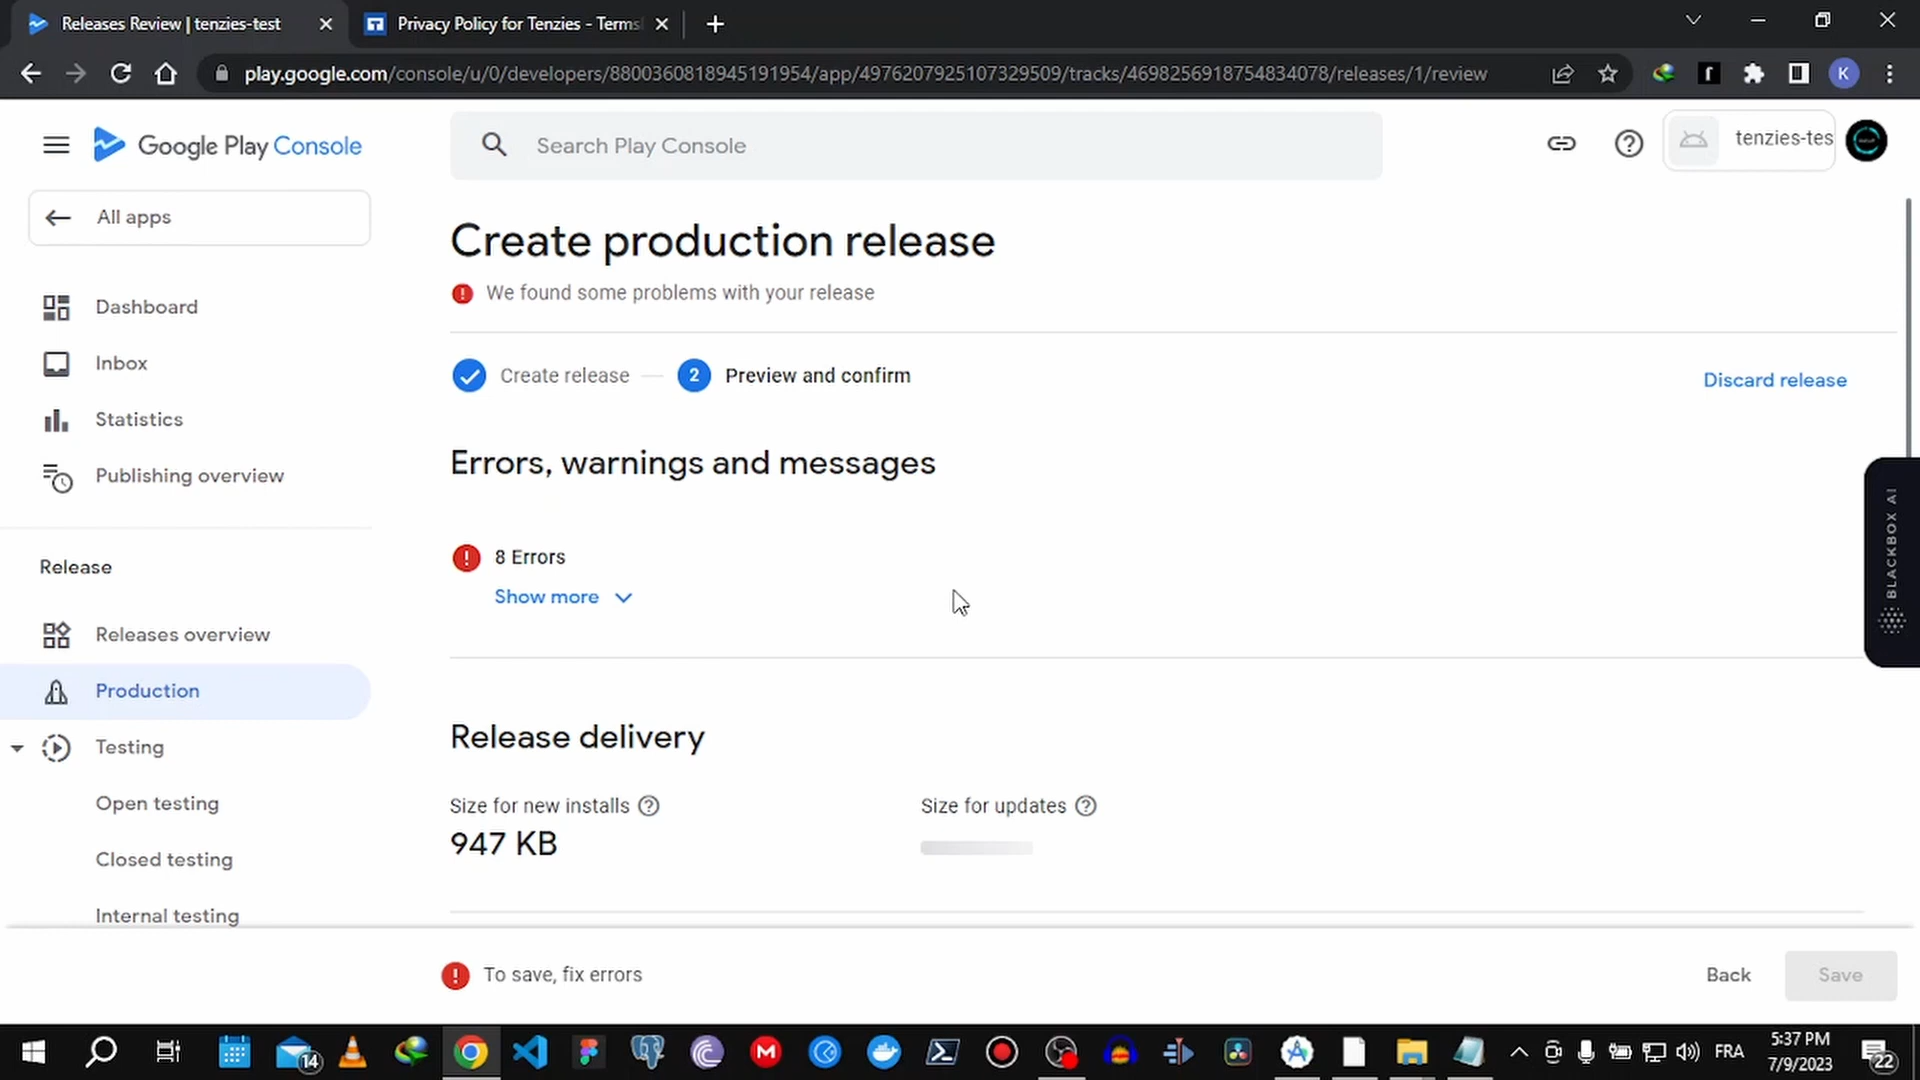 Releases Review | tenzies-test
Privacy Policy for Tenzies - Terms
play.google.com/console/u/0/developers/8800360818945191954/app/4976207925107329509/tracks/4698256918754834078/releases/1/review
K
Google Play Console
Search Play Console
tenzies-tes
All apps
Create production release
We found some problems with your release
Dashboard
Inbox
Statistics
Publishing overview
Create release
2 Preview and confirm
Discard release
Errors, warnings and messages
8 Errors
Show more
BLACKBOX AI
Release
Releases overview
Production
Testing
Open testing
Closed testing
Internal testing
Release delivery
Size for new installs
947 KB
Size for updates
To save, fix errors
Back
Save
14
FRA
5:37 PM
7/9/2023
22